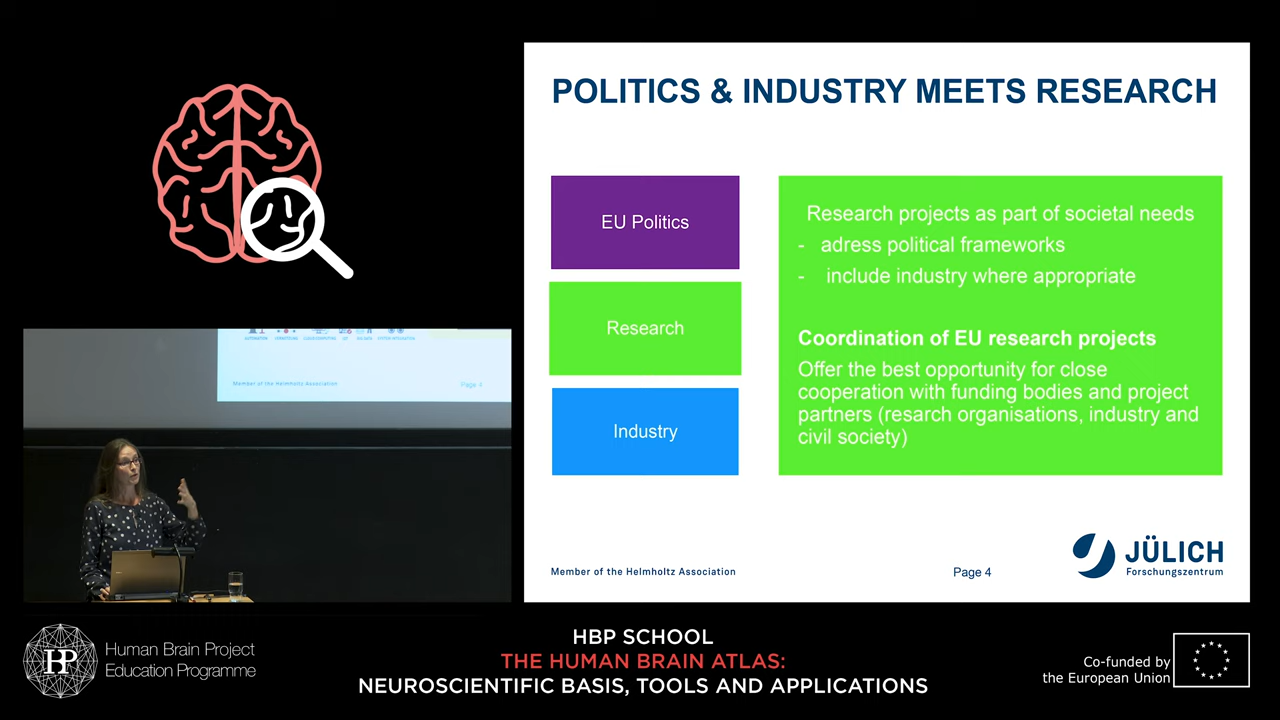 POLITICS & INDUSTRY MEETS RESEARCH
EU Politics
Research
Industry
Research projects as part of societal needs
- adress political frameworks
- include industry where appropriate
Coordination of EU research projects
Offer the best opportunity for close
cooperation with funding bodies and project
partners (resarch organisations, industry and
civil society)
Member of the Helmholtz Association
Page 4
JÜLICH
Forschungszentrum
Member of the Helmholtz Association
Page 4
HP
Human Brain Project
Education Programme
HBP SCHOOL
THE HUMAN BRAIN ATLAS:
NEUROSCIENTIFIC BASIS, TOOLS AND APPLICATIONS
Co-funded by
the European Union